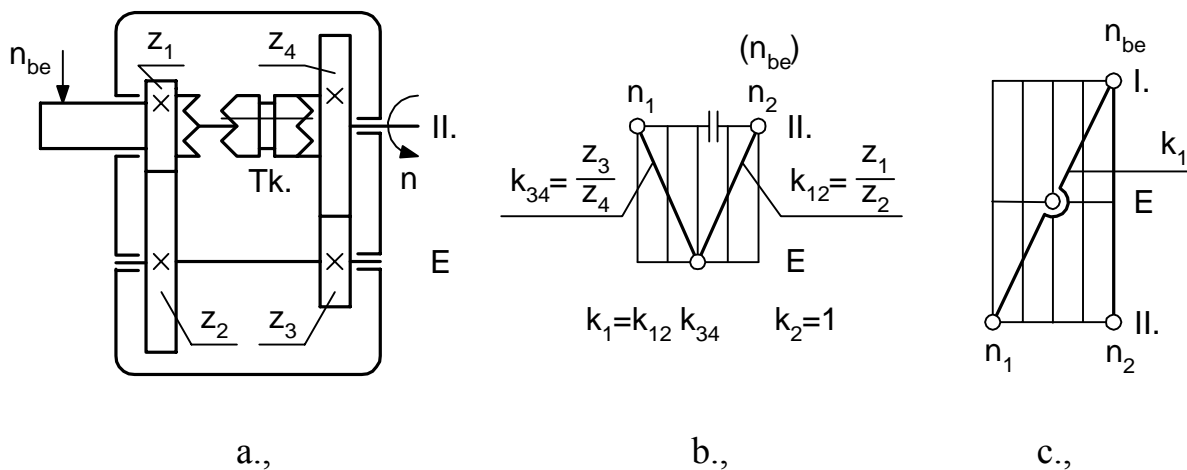 n_be
z_1
z_4
Tk.
II.
n
E
z_2
z_3
a.,
(n_be)
n_1
n_2
II.
k_34= z_3/z_4
k_12= z_1/z_2
E
k_1=k_12 k_34
k_2=1
b.,
n_be
I.
k_1
E
II.
n_1
n_2
c.,